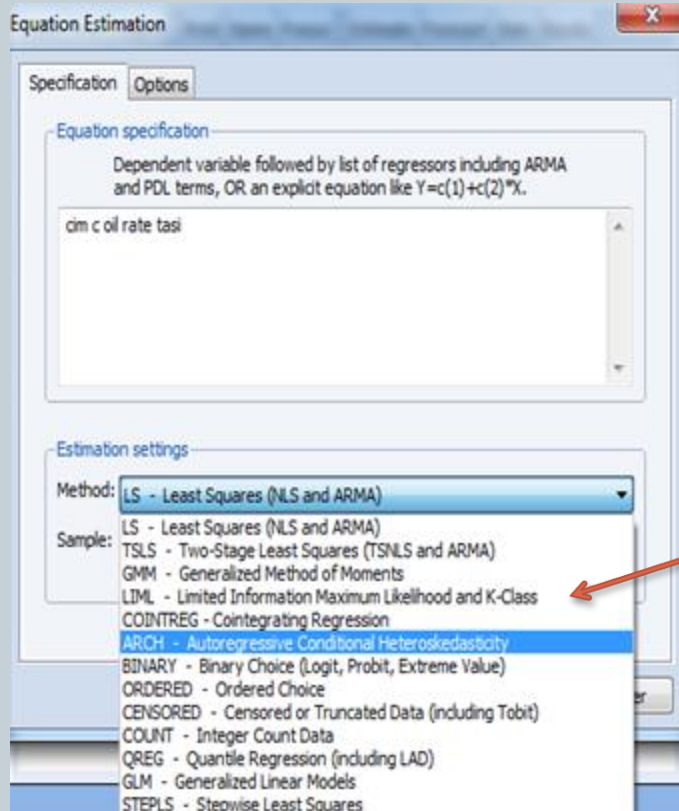 Equation Estimation
Specification
Options
Equation specification
Dependent variable followed by list of regressors including ARMA
and PDL terms, OR an explicit equation like Y=c(1)+c(2)*X.
cim c oil rate tasi
Estimation settings
Method: LS - Least Squares (NLS and ARMA)
Sample:
LS - Least Squares (NLS and ARMA)
TSLS - Two-Stage Least Squares (TSNLS and ARMA)
GMM - Generalized Method of Moments
LIML - Limited Information Maximum Likelihood and K-Class
COINTREG - Cointegrating Regression
ARCH - Autoregressive Conditional Heteroskedasticity
BINARY - Binary Choice (Logit, Probit, Extreme Value)
ORDERED - Ordered Choice
CENSORED - Censored or Truncated Data (including Tobit)
COUNT - Integer Count Data
QREG - Quantile Regression (including LAD)
GLM - Generalized Linear Models
STEPLS - Stepwise Least Squares